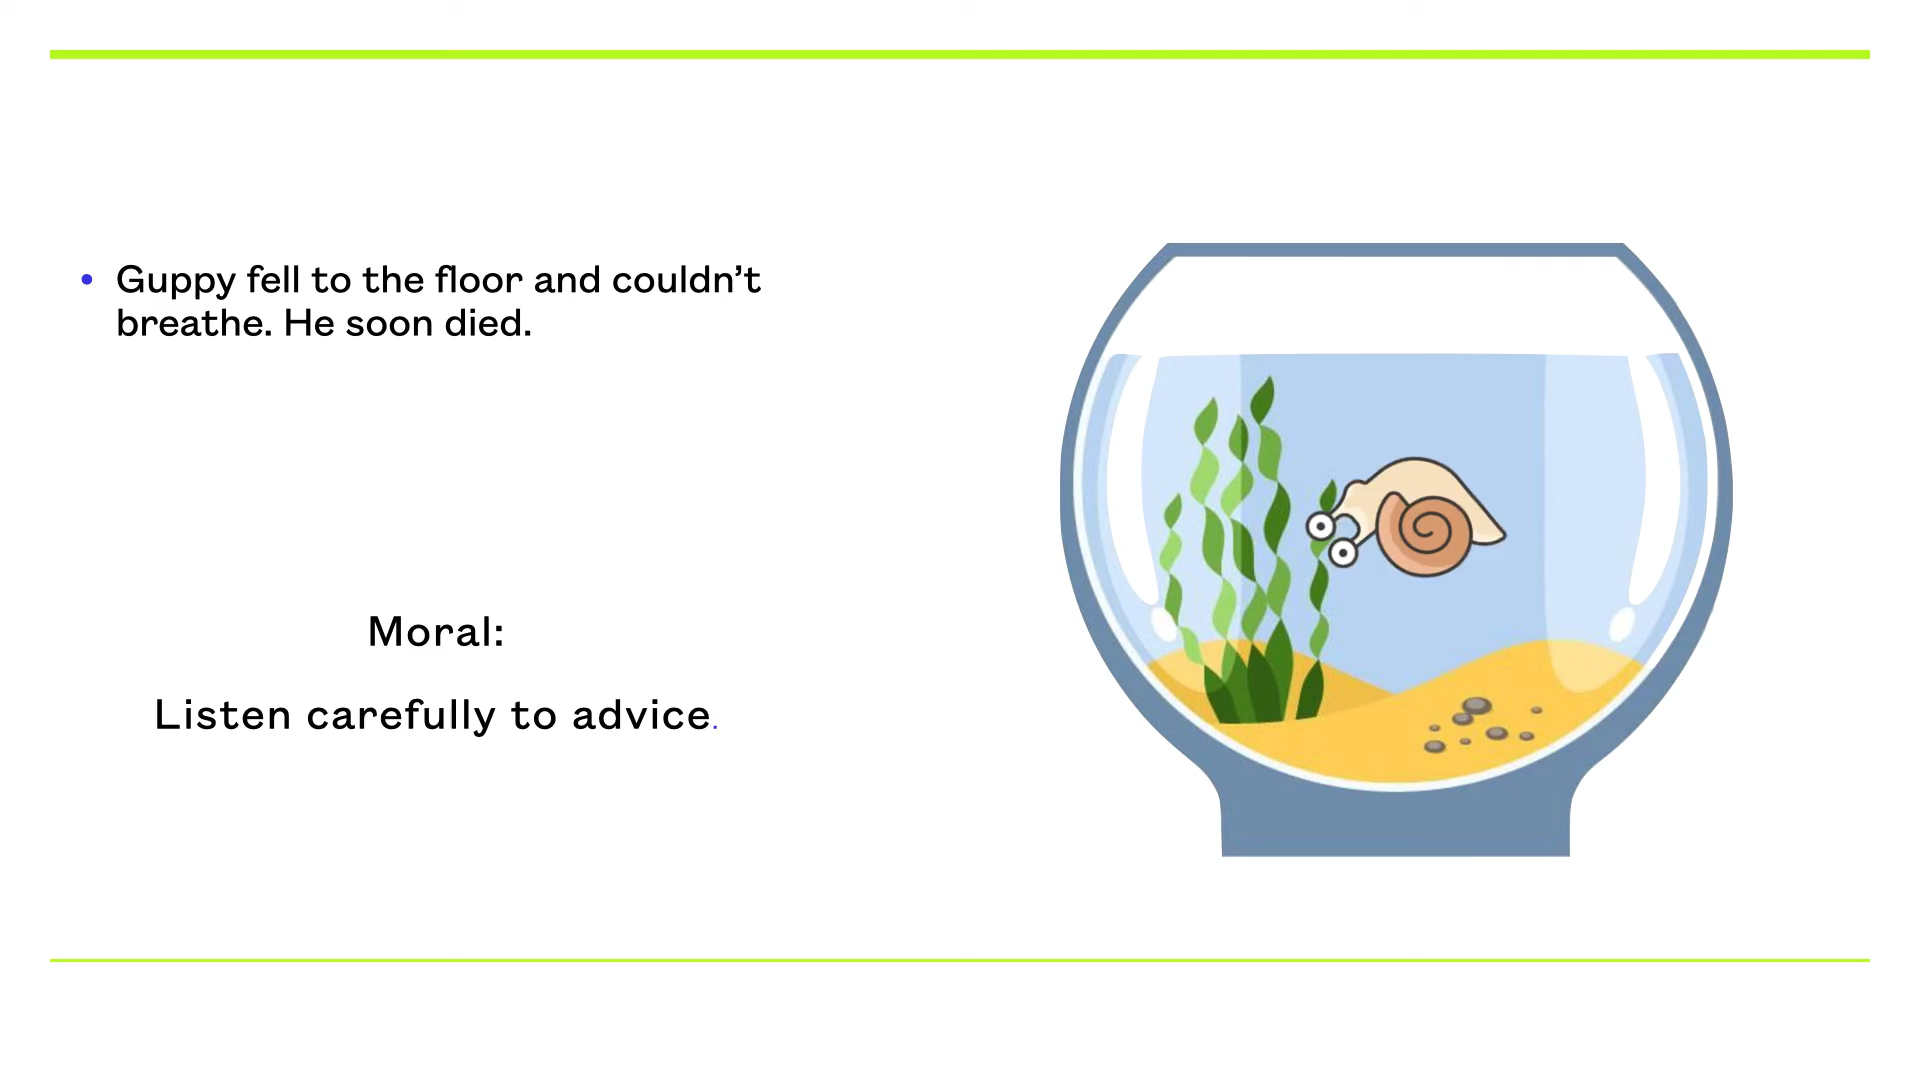 • Guppy fell to the floor and couldn’t
breathe. He soon died.
Moral:
Listen carefully to advice.